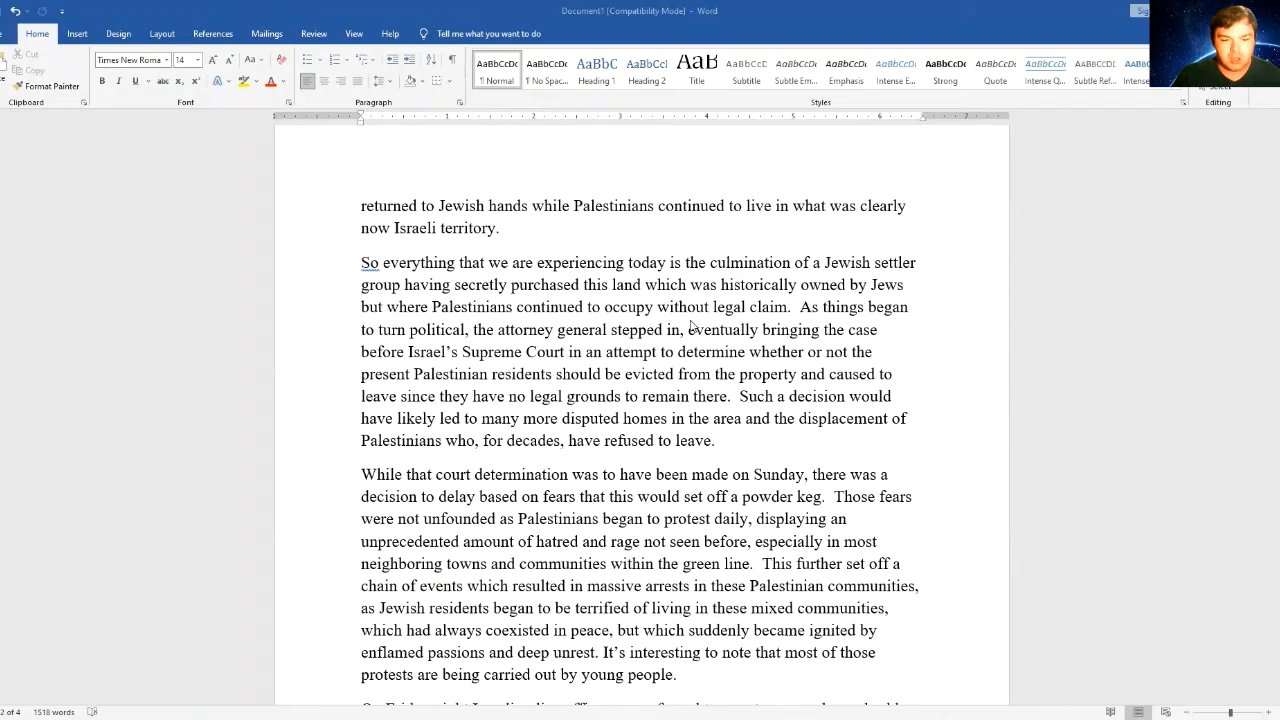 Document1 [Compatibility Mode] - Word
Home Insert Design Layout References Mailings Review View Help Tell me what you want to do
Cut
Copy
Format Painter
Clipboard
Times New Roma 14
Font
Paragraph
AaBbCcDc AaBbCcDc AaBbC AaBbCcI AaB AaBbCcD AaBbCcDc AaBbCcDc AaBbCcDc AaBbCcDc AaBbCcDc AaBbCcDc AaBbCcDc
¶ Normal ¶ No Spac... Heading 1 Heading 2 Title Subtitle Subtle Em... Emphasis Intense E... Strong Quote Intense Q... Subtle Ref...
Styles
Editing
returned to Jewish hands while Palestinians continued to live in what was clearly
now Israeli territory.
So everything that we are experiencing today is the culmination of a Jewish settler
group having secretly purchased this land which was historically owned by Jews
but where Palestinians continued to occupy without legal claim.  As things began
to turn political, the attorney general stepped in, eventually bringing the case
before Israel's Supreme Court in an attempt to determine whether or not the
present Palestinian residents should be evicted from the property and caused to
leave since they have no legal grounds to remain there.  Such a decision would
have likely led to many more disputed homes in the area and the displacement of
Palestinians who, for decades, have refused to leave.
While that court determination was to have been made on Sunday, there was a
decision to delay based on fears that this would set off a powder keg.  Those fears
were not unfounded as Palestinians began to protest daily, displaying an
unprecedented amount of hatred and rage not seen before, especially in most
neighboring towns and communities within the green line.  This further set off a
chain of events which resulted in massive arrests in these Palestinian communities,
as Jewish residents began to be terrified of living in these mixed communities,
which had always coexisted in peace, but which suddenly became ignited by
enflamed passions and deep unrest. It's interesting to note that most of those
protests are being carried out by young people.
2 of 4 1518 words